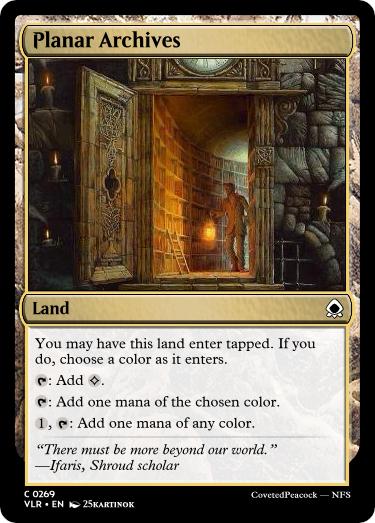 Planar Archives
Land
You may have this land enter tapped. If you
do, choose a color as it enters.
: Add .
: Add one mana of the chosen color.
1, : Add one mana of any color.
"There must be more beyond our world."
—Ifaris, Shroud scholar
C 0269
VLR • EN 25KARTINOK
CovetedPeacock — NFS